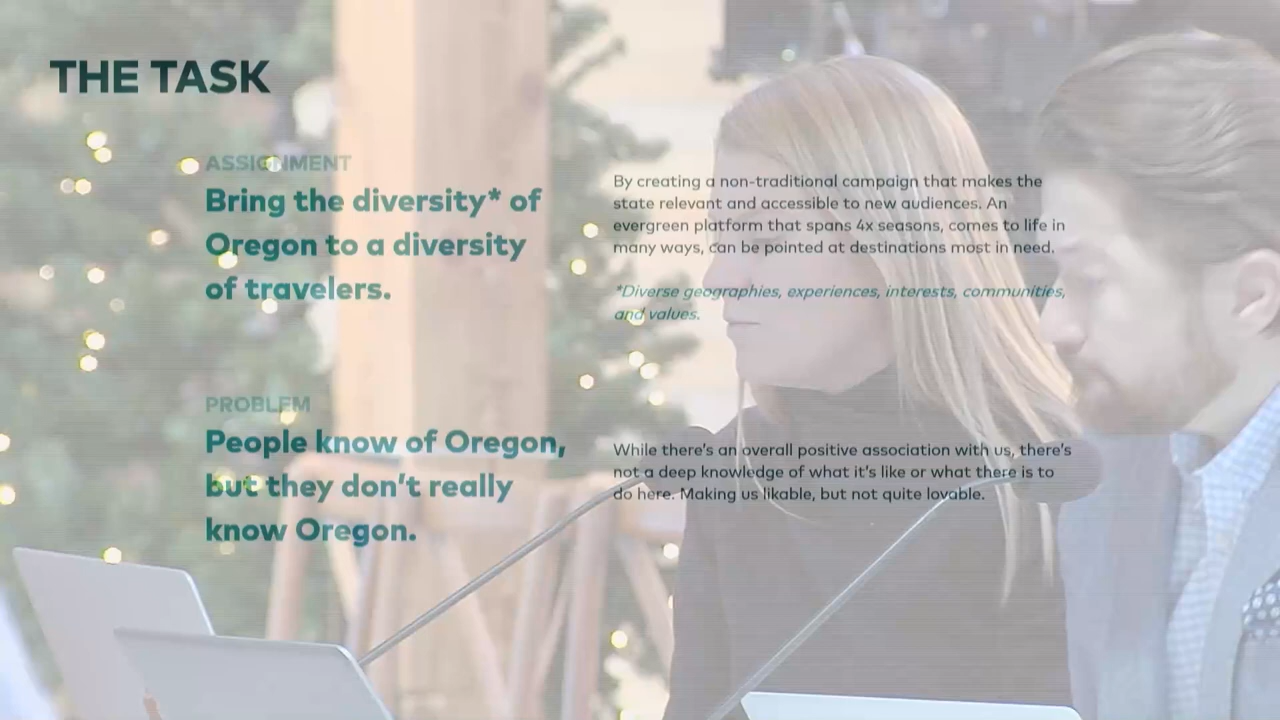 THE TASK
ASSIGNMENT
Bring the diversity* of
Oregon to a diversity
of travelers.
By creating a non-traditional campaign that makes the
state relevant and accessible to new audiences. An
evergreen platform that spans 4x seasons, comes to life in
many ways, can be pointed at destinations most in need.
*Diverse geographies, experiences, interests, communities,
and values.
PROBLEM
People know of Oregon,
but they don't really
know Oregon.
While there's an overall positive association with us, there's
not a deep knowledge of what it's like or what there is to
do here. Making us likable, but not quite lovable.